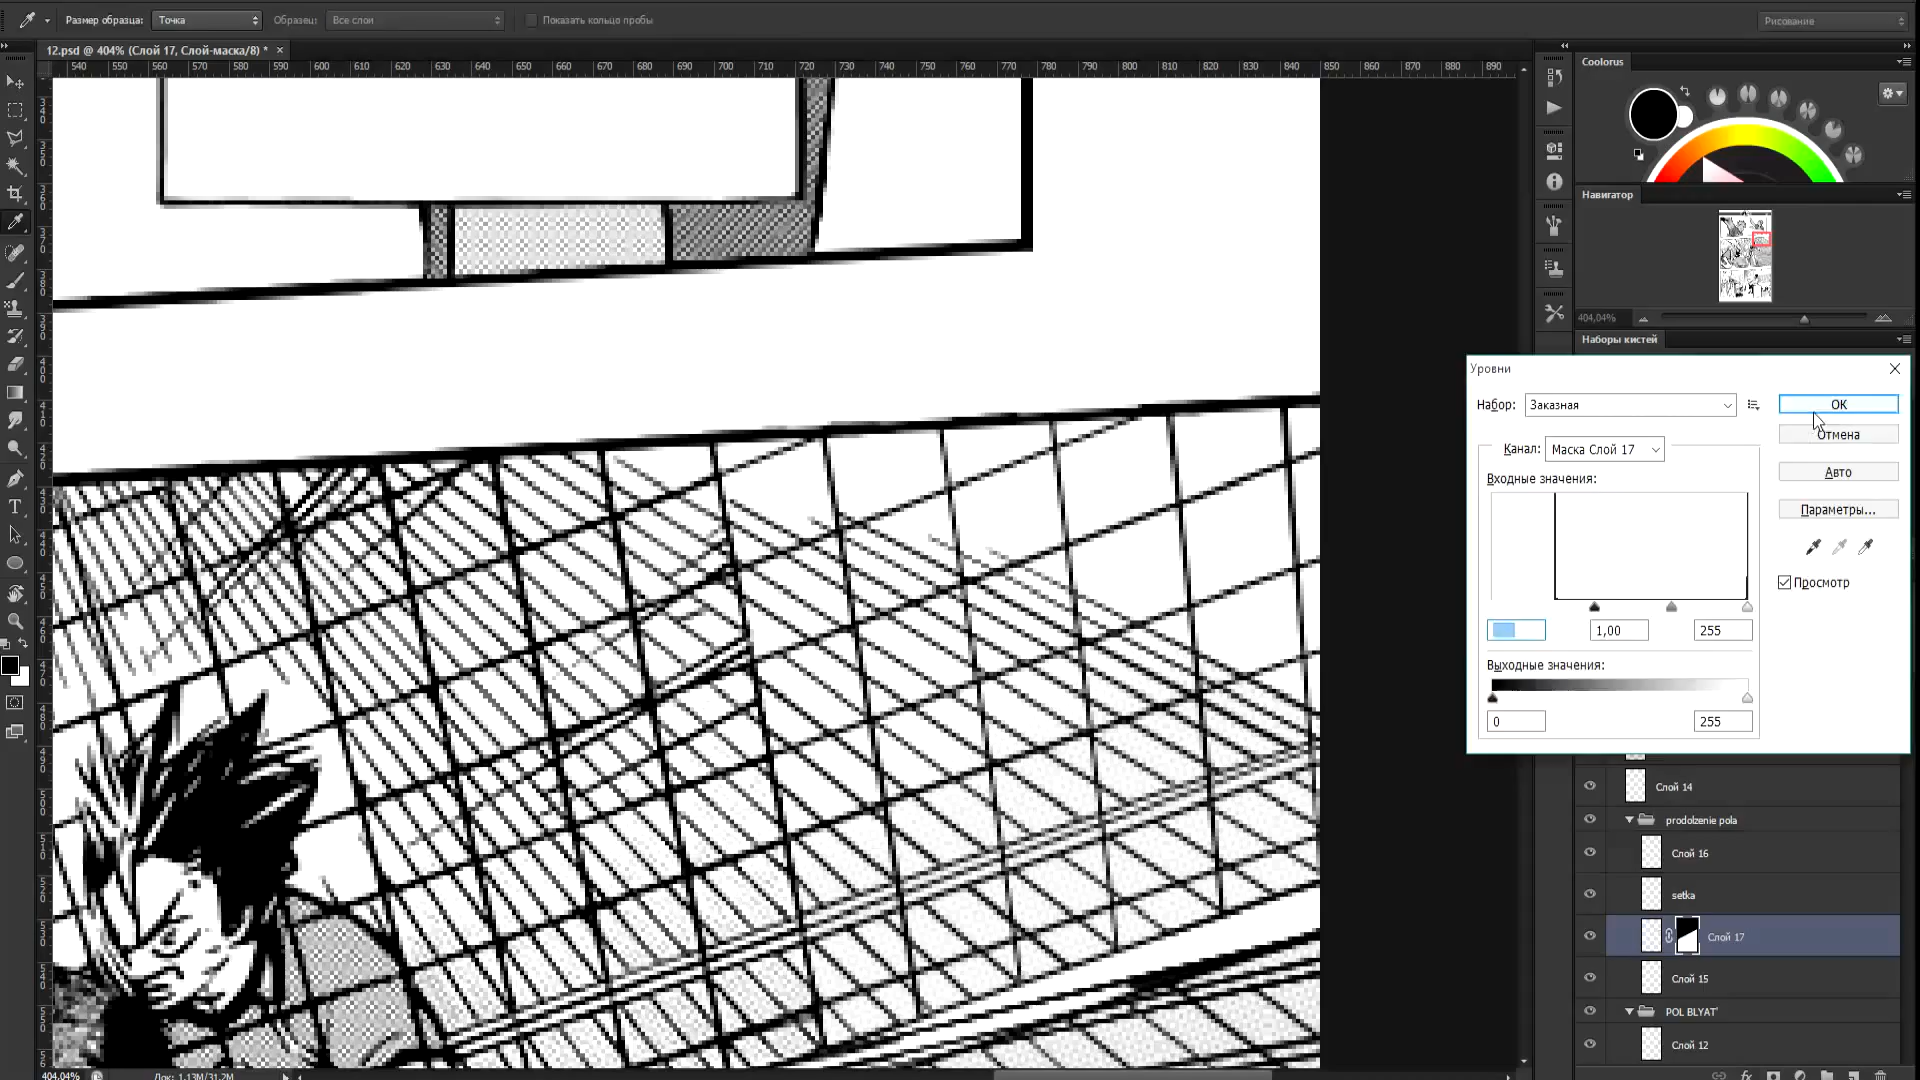 Размер образца: Точка Образец: Все слои Показать кольцо пробы Рисование
12.psd @ 404% (Слой 17, Слой-маска/8) * ×
540 550 560 570 580 590 600 610 620 630 640 650 660 670 680 690 700 710 720 730 740 750 760 770 780 790 800 810 820 830 840 850 860 870 880 890
Coolorus
Навигатор
404,04%
Наборы кистей
Уровни
Набор: Заказная
OK
Отмена
Канал: Маска Слой 17
Авто
Входные значения:
Параметры...
Просмотр
1,00 255
Выходные значения:
0 255
Слой 14
prodolzenie pola
Слой 16
setka
Слой 17
Слой 15
POL BLYAT'
Слой 12
404,04% Док: 1,13M/31,2M